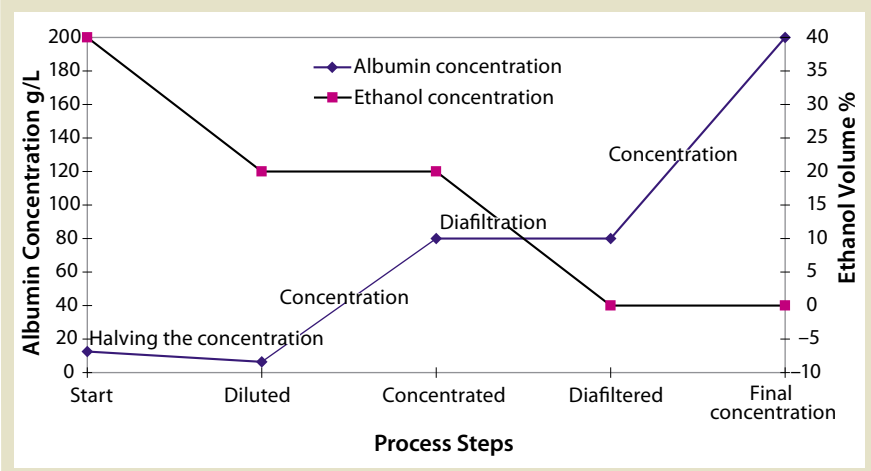 200
180
160
140
120
100
80
60
40
20
0
Albumin Concentration g/L
Albumin concentration
Ethanol concentration
Halving the concentration
Concentration
Diafiltration
Concentration
40
35
30
25
20
15
10
5
0
−5
−10
Ethanol Volume %
Start
Diluted
Concentrated
Diafiltered
Final
concentration
Process Steps